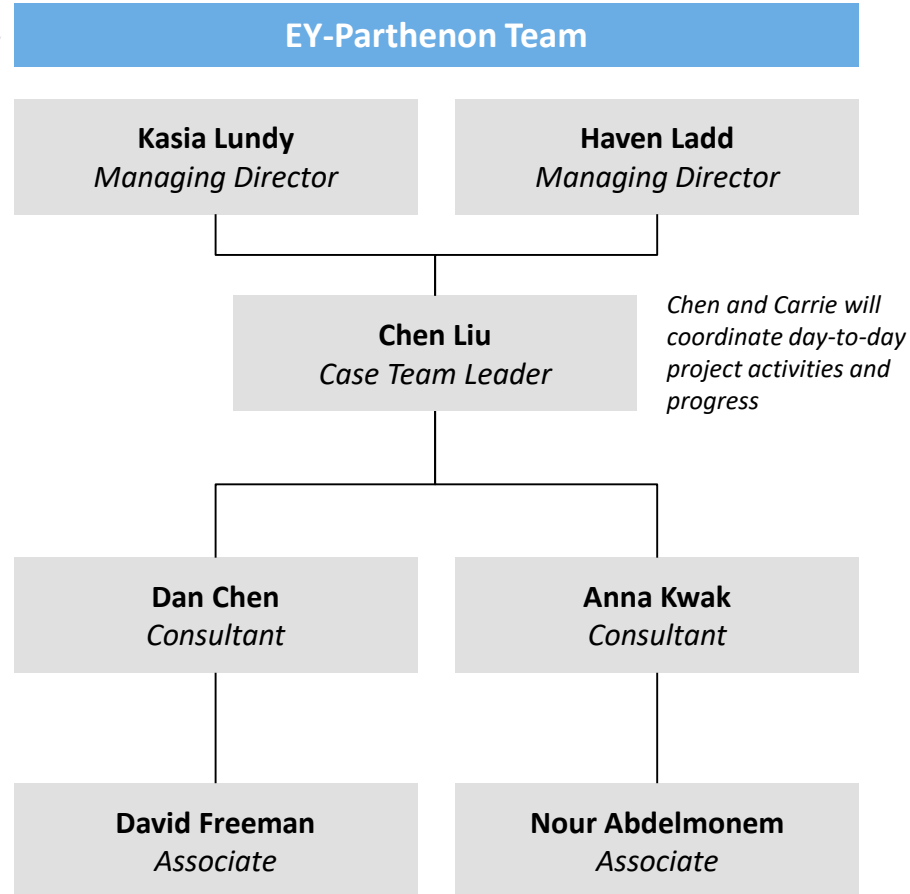 EY-Parthenon Team
Kasia Lundy
Managing Director
Haven Ladd
Managing Director
Chen Liu
Case Team Leader
Chen and Carrie will
coordinate day-to-day
project activities and
progress
Dan Chen
Consultant
Anna Kwak
Consultant
David Freeman
Associate
Nour Abdelmonem
Associate